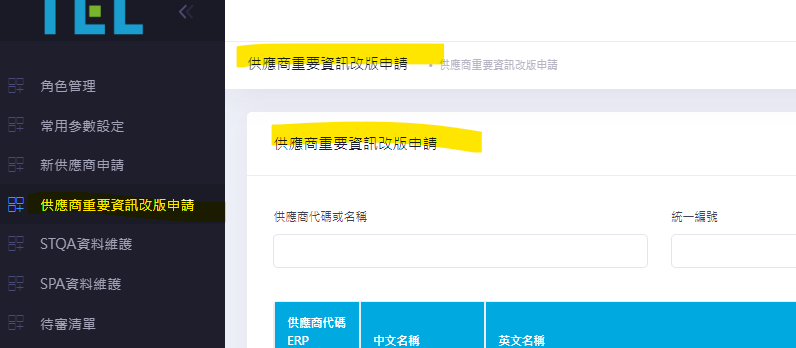 TEL
供應商重要資訊改版申請
• 供應商重要資訊改版申請
角色管理
常用參數設定
新供應商申請
供應商重要資訊改版申請
STQA資料維護
SPA資料維護
待審清單
供應商重要資訊改版申請
供應商代碼或名稱
統一編號
供應商代碼
ERP
中文名稱
英文名稱